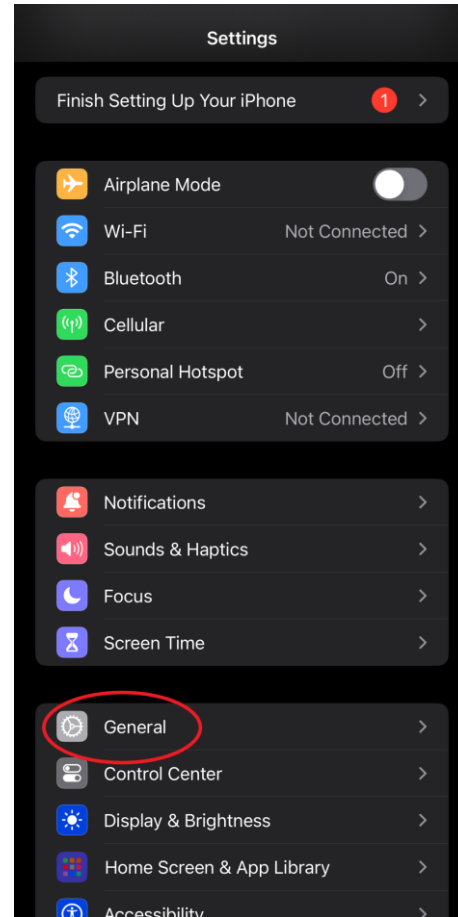 Settings
Finish Setting Up Your iPhone 1
Airplane Mode
Wi-Fi Not Connected
Bluetooth On
Cellular
Personal Hotspot Off
VPN Not Connected
Notifications
Sounds & Haptics
Focus
Screen Time
General
Control Center
Display & Brightness
Home Screen & App Library
Accessibility